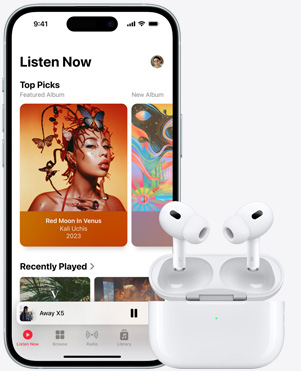 9:41
Listen Now
Top Picks
Featured Album
New Album
Red Moon In Venus
Kali Uchis
2023
Recently Played >
Away X5
Listen Now
Browse
Radio
Library